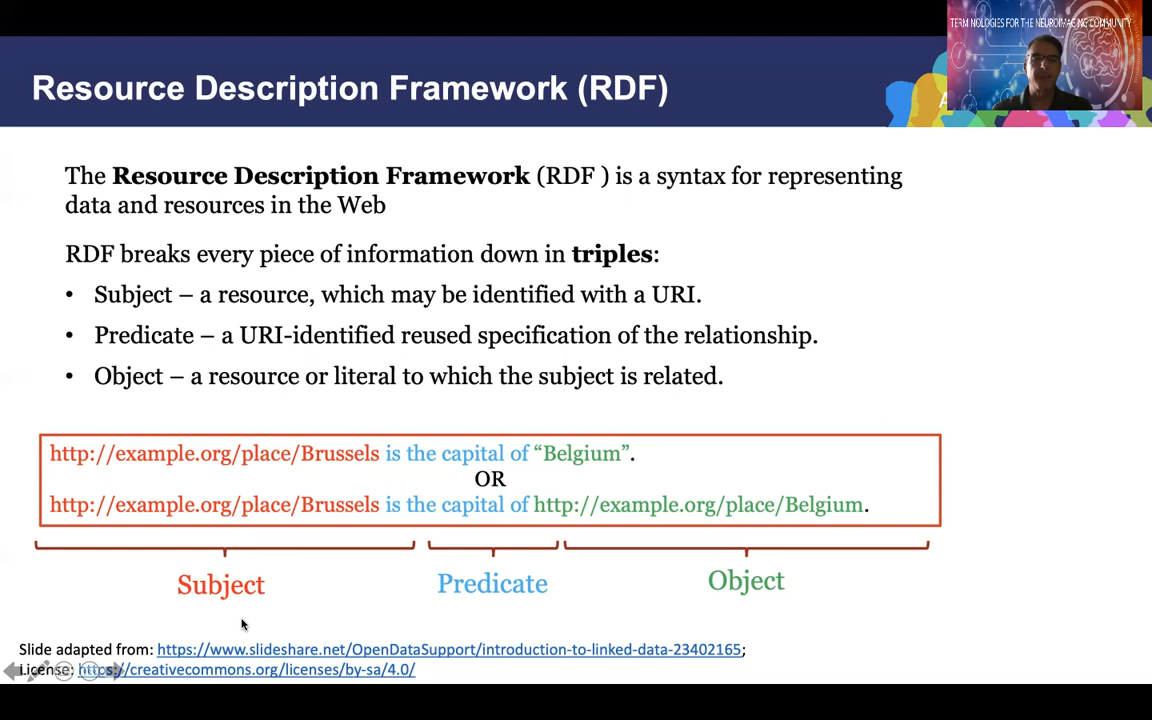 TERMINOLOGIES FOR THE NEUROIMAGING COMMUNITY
Resource Description Framework (RDF)
The Resource Description Framework (RDF ) is a syntax for representing
data and resources in the Web
RDF breaks every piece of information down in triples:
• Subject – a resource, which may be identified with a URI.
• Predicate – a URI-identified reused specification of the relationship.
• Object – a resource or literal to which the subject is related.
http://example.org/place/Brussels is the capital of “Belgium”.
OR
http://example.org/place/Brussels is the capital of http://example.org/place/Belgium.
Subject Predicate Object
Slide adapted from: https://www.slideshare.net/OpenDataSupport/introduction-to-linked-data-23402165;
License: https://creativecommons.org/licenses/by-sa/4.0/